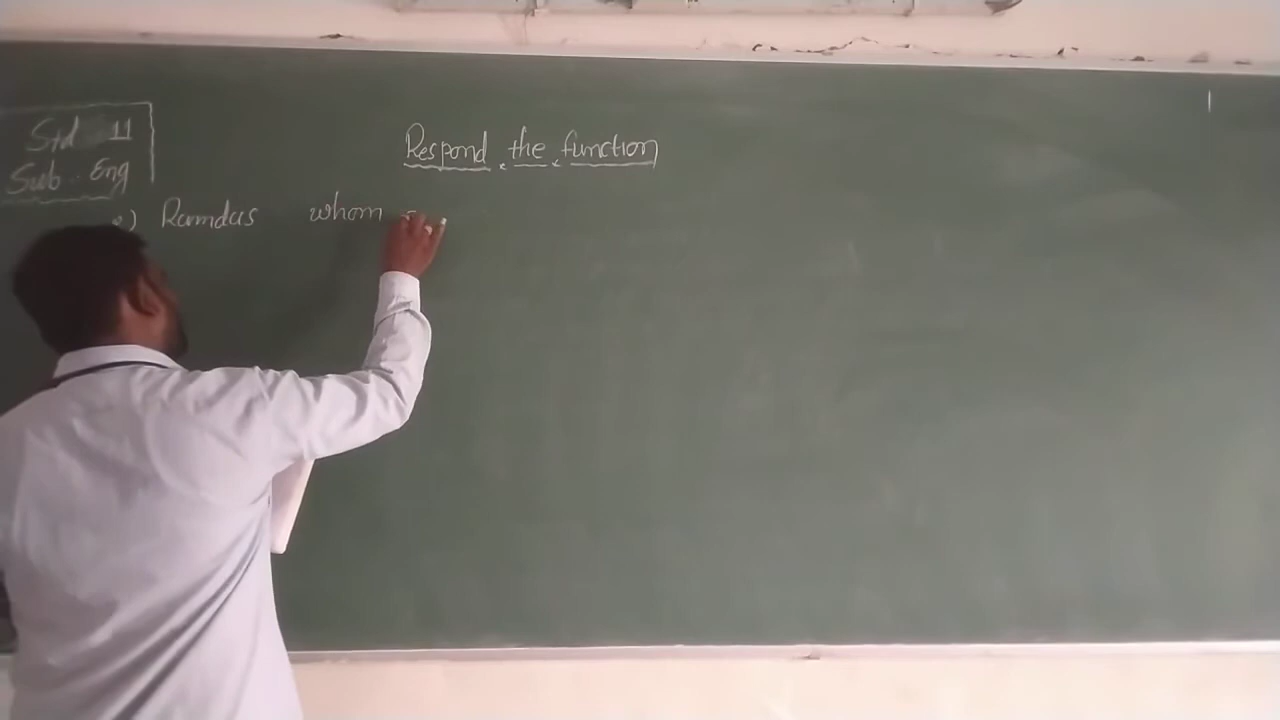 Respond the function
Std 11
Sub. Eng
Ramdas whom